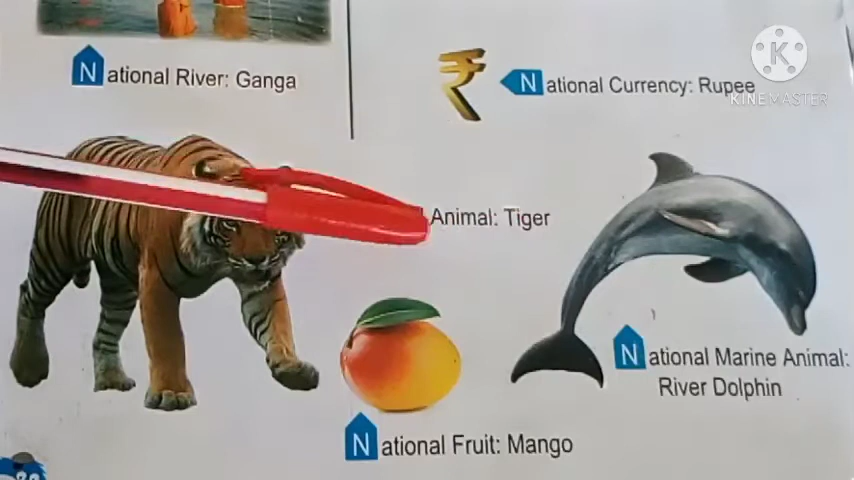 National River: Ganga
₹
National Currency: Rupee
K
KINEMASTER
Animal: Tiger
National Marine Animal:
River Dolphin
National Fruit: Mango